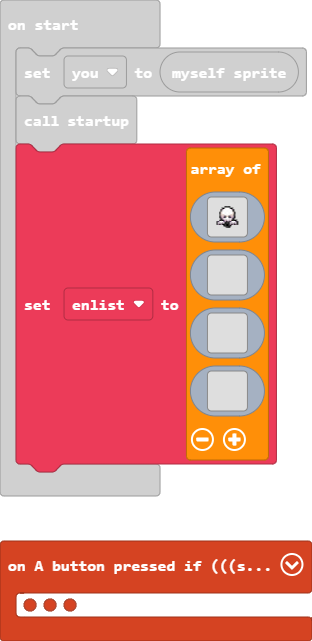 on start
set you to myself sprite
call startup
array of
set enlist to
on A button pressed if (((s...